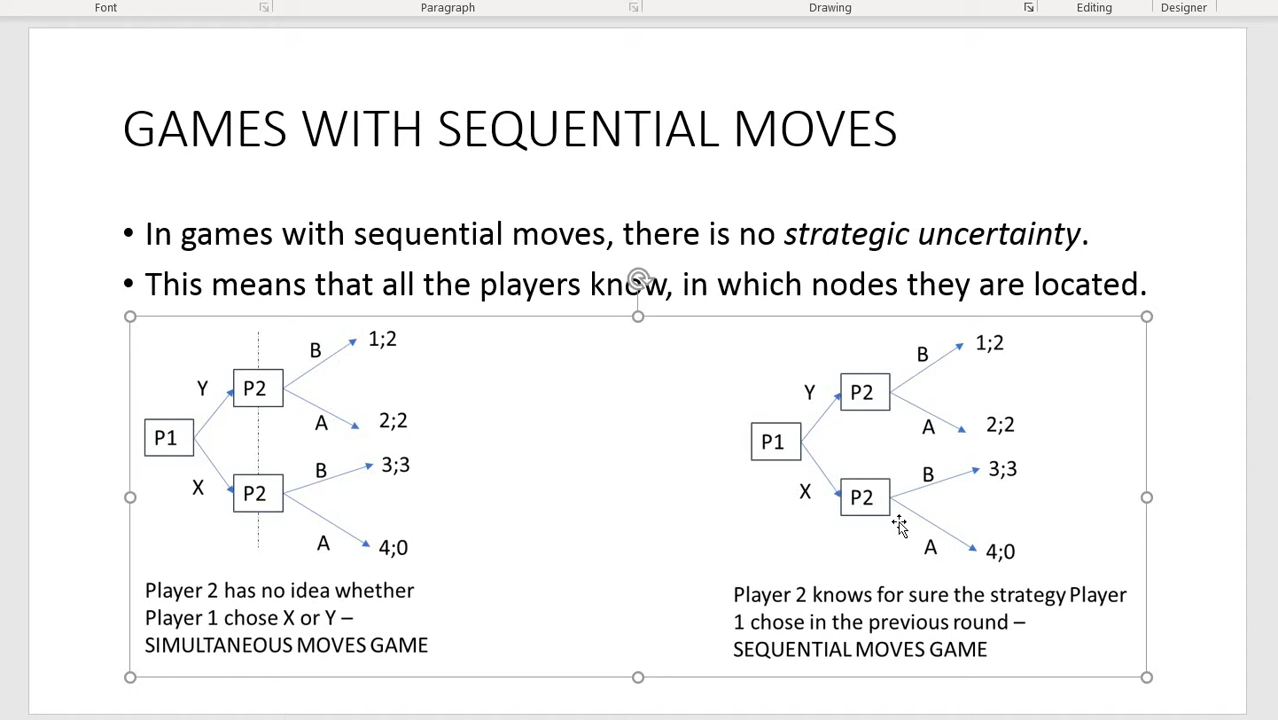 Font Paragraph Drawing Editing Designer
GAMES WITH SEQUENTIAL MOVES
• In games with sequential moves, there is no strategic uncertainty.
• This means that all the players know, in which nodes they are located.
P1
Y
X
P2
P2
B
A
B
A
1;2
2;2
3;3
4;0
Player 2 has no idea whether
Player 1 chose X or Y –
SIMULTANEOUS MOVES GAME
P1
Y
X
P2
P2
B
A
B
A
1;2
2;2
3;3
4;0
Player 2 knows for sure the strategy Player
1 chose in the previous round –
SEQUENTIAL MOVES GAME